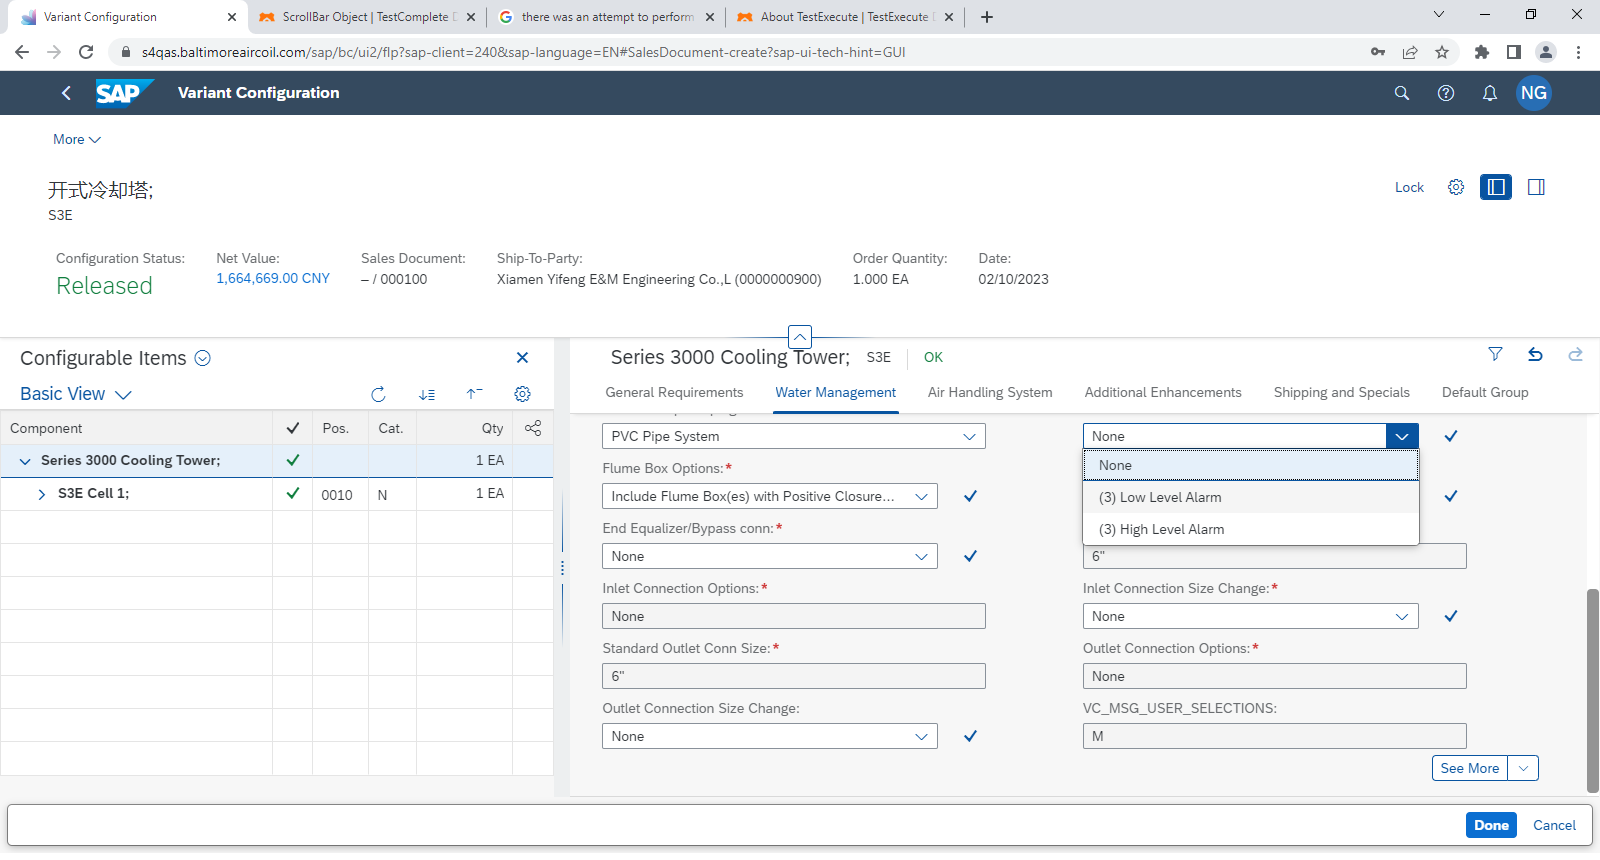 Variant Configuration
ScrollBar Object | TestComplete D
there was an attempt to perform
About TestExecute | TestExecute D
s4qas.baltimoreaircoil.com/sap/bc/ui2/flp?sap-client=240&sap-language=EN#SalesDocument-create?sap-ui-tech-hint=GUI
SAP
Variant Configuration
NG
More
开式冷却塔;
S3E
Lock
Configuration Status:
Released
Net Value:
1,664,669.00 CNY
Sales Document:
– / 000100
Ship-To-Party:
Xiamen Yifeng E&M Engineering Co.,L (0000000900)
Order Quantity:
1.000 EA
Date:
02/10/2023
Configurable Items
Basic View
Component Pos. Cat. Qty
Series 3000 Cooling Tower; 1 EA
S3E Cell 1; 0010 N 1 EA
Series 3000 Cooling Tower; S3E OK
General Requirements Water Management Air Handling System Additional Enhancements Shipping and Specials Default Group
PVC Pipe System
None
None
(3) Low Level Alarm
(3) High Level Alarm
Flume Box Options:*
Include Flume Box(es) with Positive Closure...
End Equalizer/Bypass conn:*
None
6"
Inlet Connection Options:*
None
Inlet Connection Size Change:*
None
Standard Outlet Conn Size:*
6"
Outlet Connection Options:*
None
Outlet Connection Size Change:
None
VC_MSG_USER_SELECTIONS:
M
See More
Done
Cancel